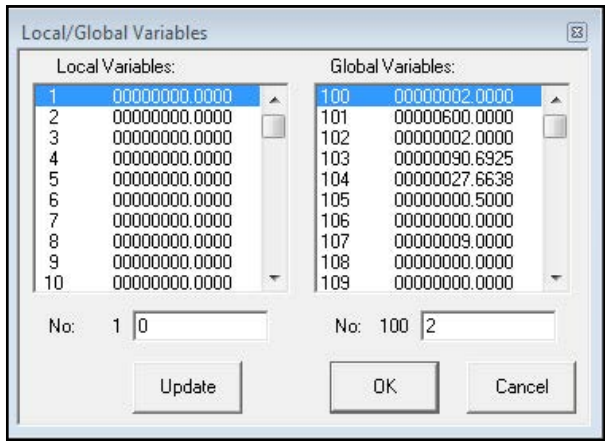 Local/Global Variables
Local Variables: Global Variables:
1 00000000.0000 100 00000002.0000
2 00000000.0000 101 00000600.0000
3 00000000.0000 102 00000002.0000
4 00000000.0000 103 00000090.6925
5 00000000.0000 104 00000027.6638
6 00000000.0000 105 00000000.5000
7 00000000.0000 106 00000000.0000
8 00000000.0000 107 00000009.0000
9 00000000.0000 108 00000000.0000
10 00000000.0000 109 00000000.0000
No: 1 0 No: 100 2
Update OK Cancel